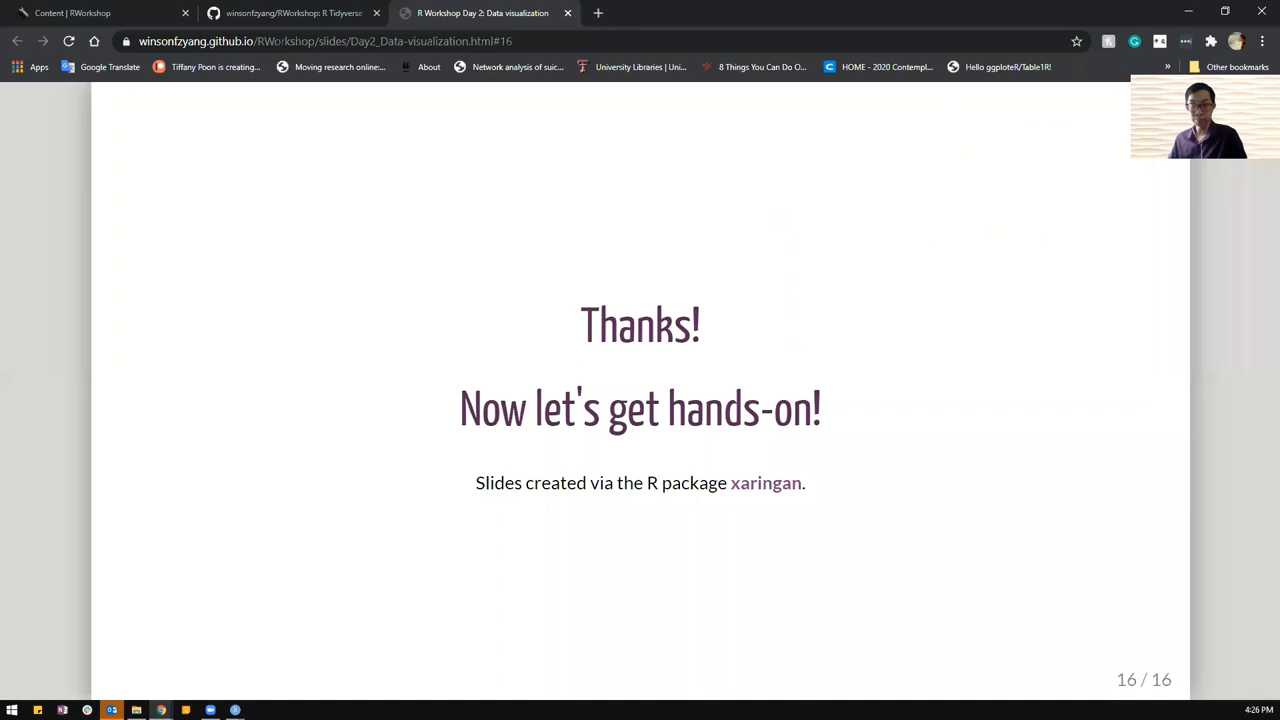 Content | RWorkshop
winsonfzyang/RWorkshop: R Tidyverse
R Workshop Day 2: Data visualization
winsonfzyang.github.io/RWorkshop/slides/Day2_Data-visualization.html#16
Apps
Google Translate
Tiffany Poon is creating...
Moving research online...
About
Network analysis of suic...
University Libraries | Uni...
8 Things You Can Do O...
HOME - 2020 Contempl...
Hello ggploteR/Table1R!
»
Other bookmarks
Thanks!
Now let's get hands-on!
Slides created via the R package xaringan.
16 / 16
4:26 PM